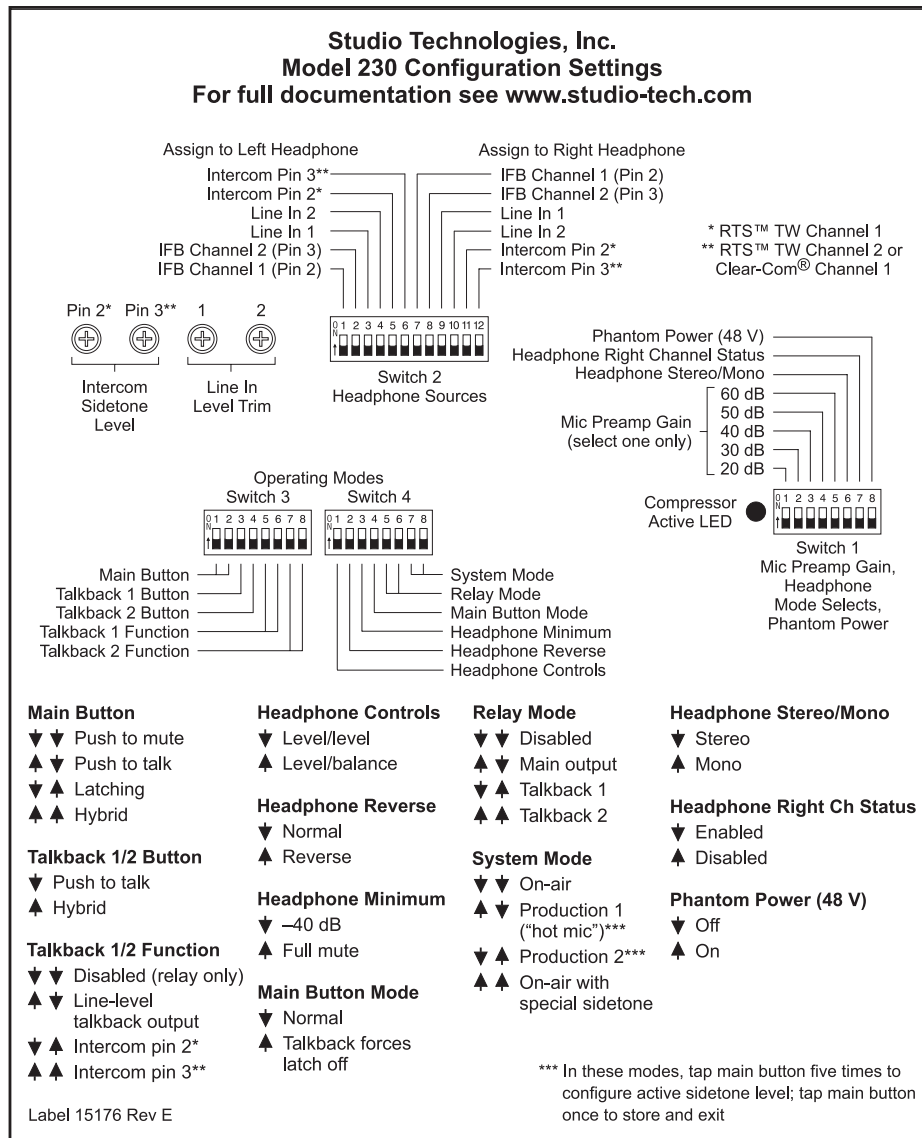 Studio Technologies, Inc.
Model 230 Configuration Settings
For full documentation see www.studio-tech.com
Assign to Left Headphone
Intercom Pin 3**
Intercom Pin 2*
Line In 2
Line In 1
IFB Channel 2 (Pin 3)
IFB Channel 1 (Pin 2)
Assign to Right Headphone
IFB Channel 1 (Pin 2)
IFB Channel 2 (Pin 3)
Line In 1
Line In 2
Intercom Pin 2*
Intercom Pin 3**
* RTS™ TW Channel 1
** RTS™ TW Channel 2 or
Clear-Com® Channel 1
Pin 2* Pin 3** 1 2
Intercom
Sidetone
Level
Line In
Level Trim
O
N
1 2 3 4 5 6 7 8 9 10 11 12
Switch 2
Headphone Sources
Phantom Power (48 V)
Headphone Right Channel Status
Headphone Stereo/Mono
60 dB
50 dB
40 dB
30 dB
20 dB
Mic Preamp Gain
(select one only)
Compressor
Active LED
O
N
1 2 3 4 5 6 7 8
Switch 1
Mic Preamp Gain,
Headphone
Mode Selects,
Phantom Power
Operating Modes
Switch 3 Switch 4
O
N
1 2 3 4 5 6 7 8
O
N
1 2 3 4 5 6 7 8
Main Button
Talkback 1 Button
Talkback 2 Button
Talkback 1 Function
Talkback 2 Function
System Mode
Relay Mode
Main Button Mode
Headphone Minimum
Headphone Reverse
Headphone Controls
Main Button
Push to mute
Push to talk
Latching
Hybrid
Talkback 1/2 Button
Push to talk
Hybrid
Talkback 1/2 Function
Disabled (relay only)
Line-level
talkback output
Intercom pin 2*
Intercom pin 3**
Headphone Controls
Level/level
Level/balance
Headphone Reverse
Normal
Reverse
Headphone Minimum
–40 dB
Full mute
Main Button Mode
Normal
Talkback forces
latch off
Relay Mode
Disabled
Main output
Talkback 1
Talkback 2
System Mode
On-air
Production 1
(“hot mic”)***
Production 2***
On-air with
special sidetone
Headphone Stereo/Mono
Stereo
Mono
Headphone Right Ch Status
Enabled
Disabled
Phantom Power (48 V)
Off
On
*** In these modes, tap main button five times to
configure active sidetone level; tap main button
once to store and exit
Label 15176 Rev E